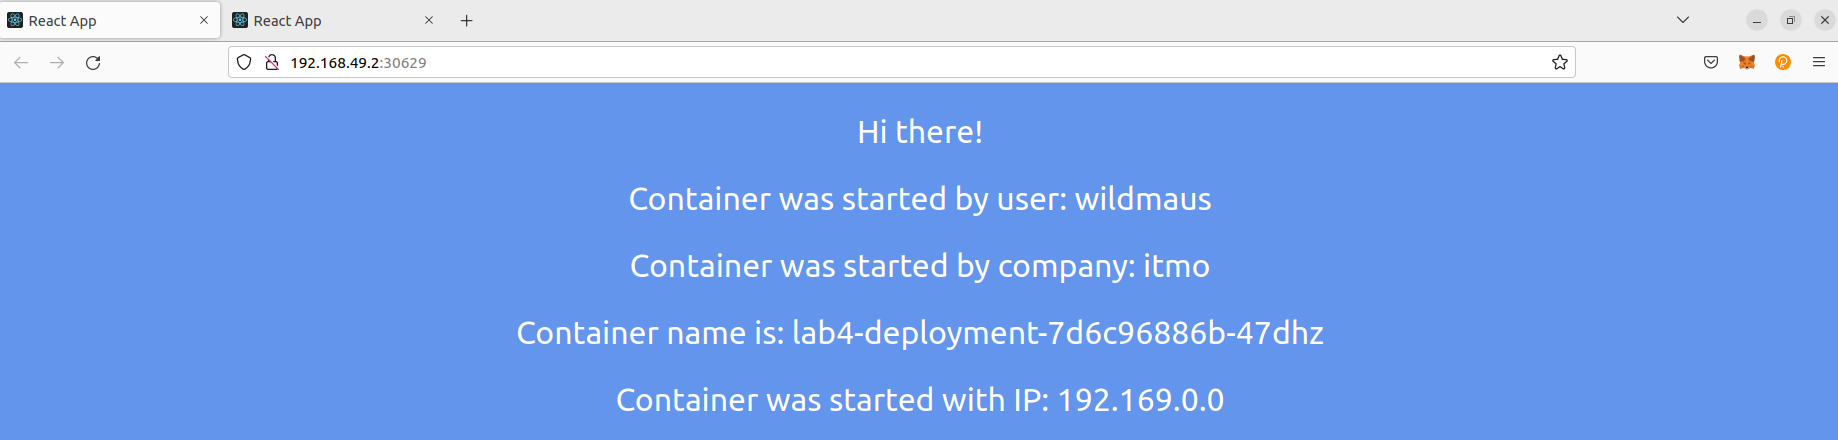 React App
React App
192.168.49.2:30629
Hi there!
Container was started by user: wildmaus
Container was started by company: itmo
Container name is: lab4-deployment-7d6c96886b-47dhz
Container was started with IP: 192.169.0.0